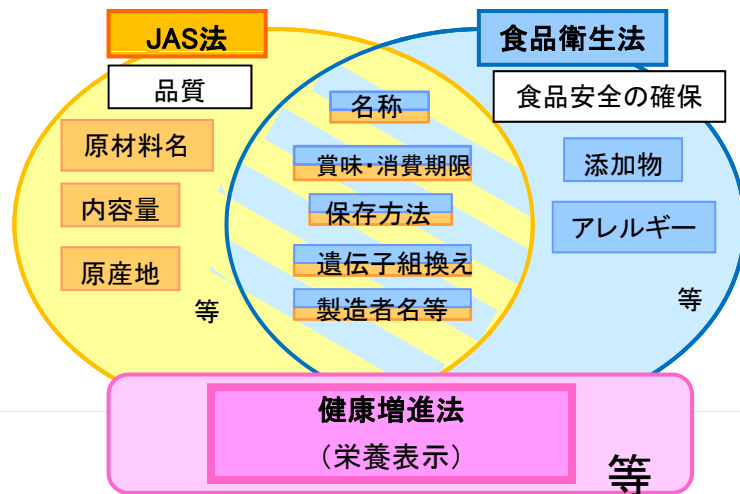 JAS法
食品衛生法
品質
食品安全の確保
原材料名
内容量
原産地
等
名称
賞味・消費期限
保存方法
遺伝子組換え
製造者名等
添加物
アレルギー
等
健康増進法
（栄養表示）
等